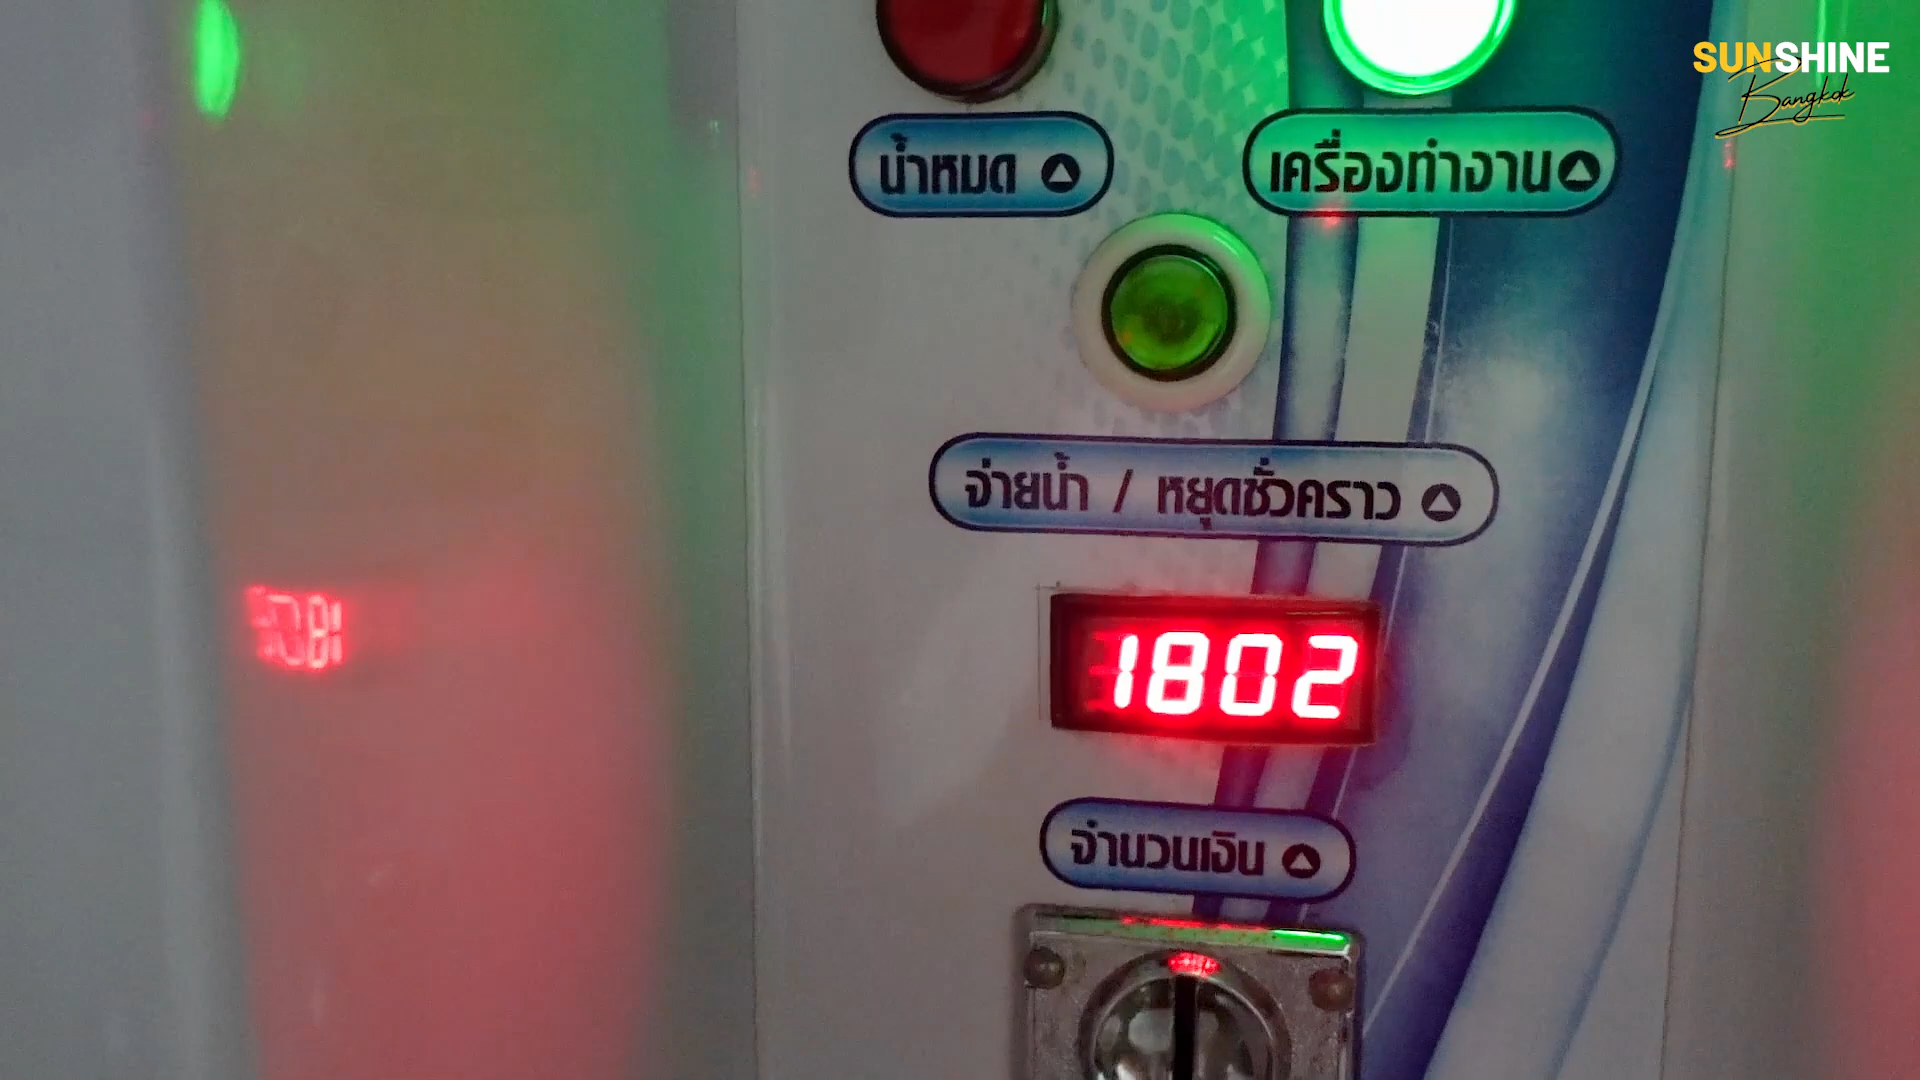 SUNSHINE
Bangkok
น้ำหมด
เครื่องทำงาน
จ่ายน้ำ / หยุดชั่วคราว
1802
จำนวนเงิน